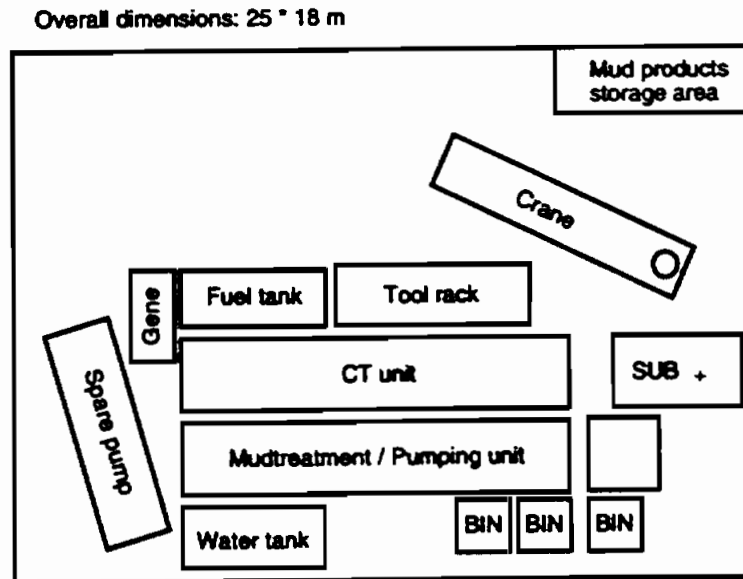 Overall dimensions: 25 * 18 m
Mud products
storage area
Crane
Gene
Fuel tank
Tool rack
Spare pump
CT unit
SUB +
Mudtreatment / Pumping unit
Water tank
BIN
BIN
BIN